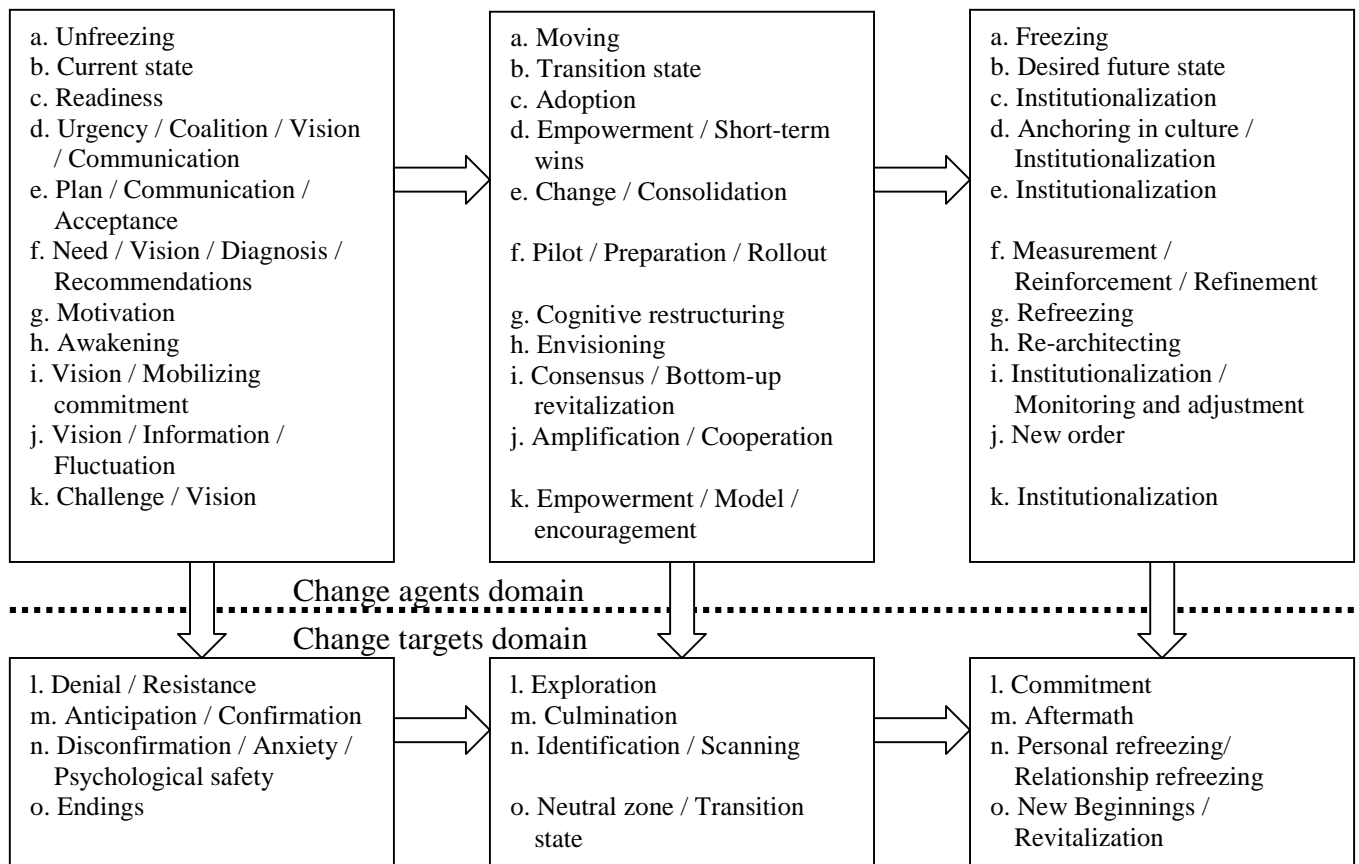 a. Unfreezing
b. Current state
c. Readiness
d. Urgency / Coalition / Vision
/ Communication
e. Plan / Communication /
Acceptance
f. Need / Vision / Diagnosis /
Recommendations
g. Motivation
h. Awakening
i. Vision / Mobilizing
commitment
j. Vision / Information /
Fluctuation
k. Challenge / Vision
a. Moving
b. Transition state
c. Adoption
d. Empowerment / Short-term
wins
e. Change / Consolidation
f. Pilot / Preparation / Rollout
g. Cognitive restructuring
h. Envisioning
i. Consensus / Bottom-up
revitalization
j. Amplification / Cooperation
k. Empowerment / Model /
encouragement
a. Freezing
b. Desired future state
c. Institutionalization
d. Anchoring in culture /
Institutionalization
e. Institutionalization
f. Measurement /
Reinforcement / Refinement
g. Refreezing
h. Re-architecting
i. Institutionalization /
Monitoring and adjustment
j. New order
k. Institutionalization
Change agents domain
Change targets domain
l. Denial / Resistance
m. Anticipation / Confirmation
n. Disconfirmation / Anxiety /
Psychological safety
o. Endings
l. Exploration
m. Culmination
n. Identification / Scanning
o. Neutral zone / Transition
state
l. Commitment
m. Aftermath
n. Personal refreezing/
Relationship refreezing
o. New Beginnings /
Revitalization